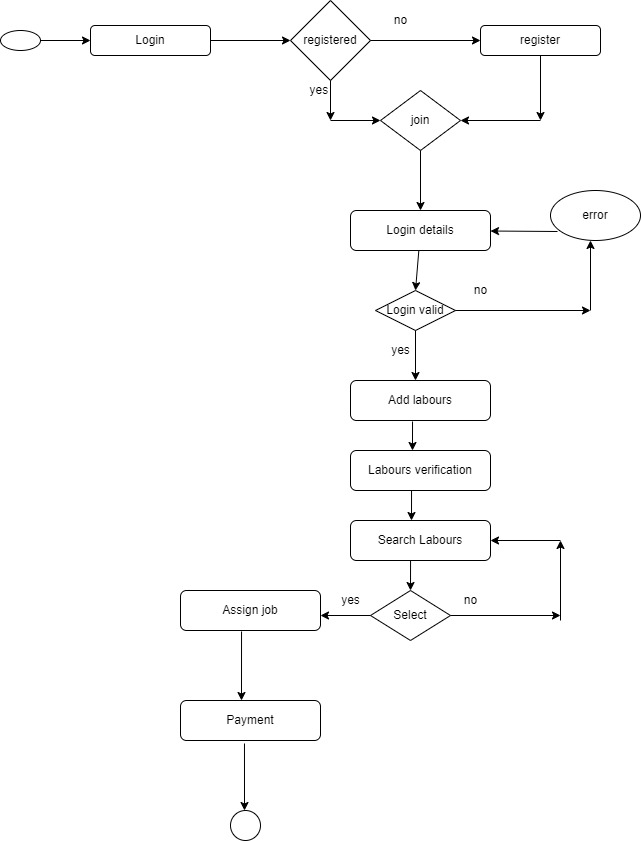 Login
registered
no
register
yes
join
Login details
error
Login valid
no
yes
Add labours
Labours verification
Search Labours
Assign job
yes
Select
no
Payment